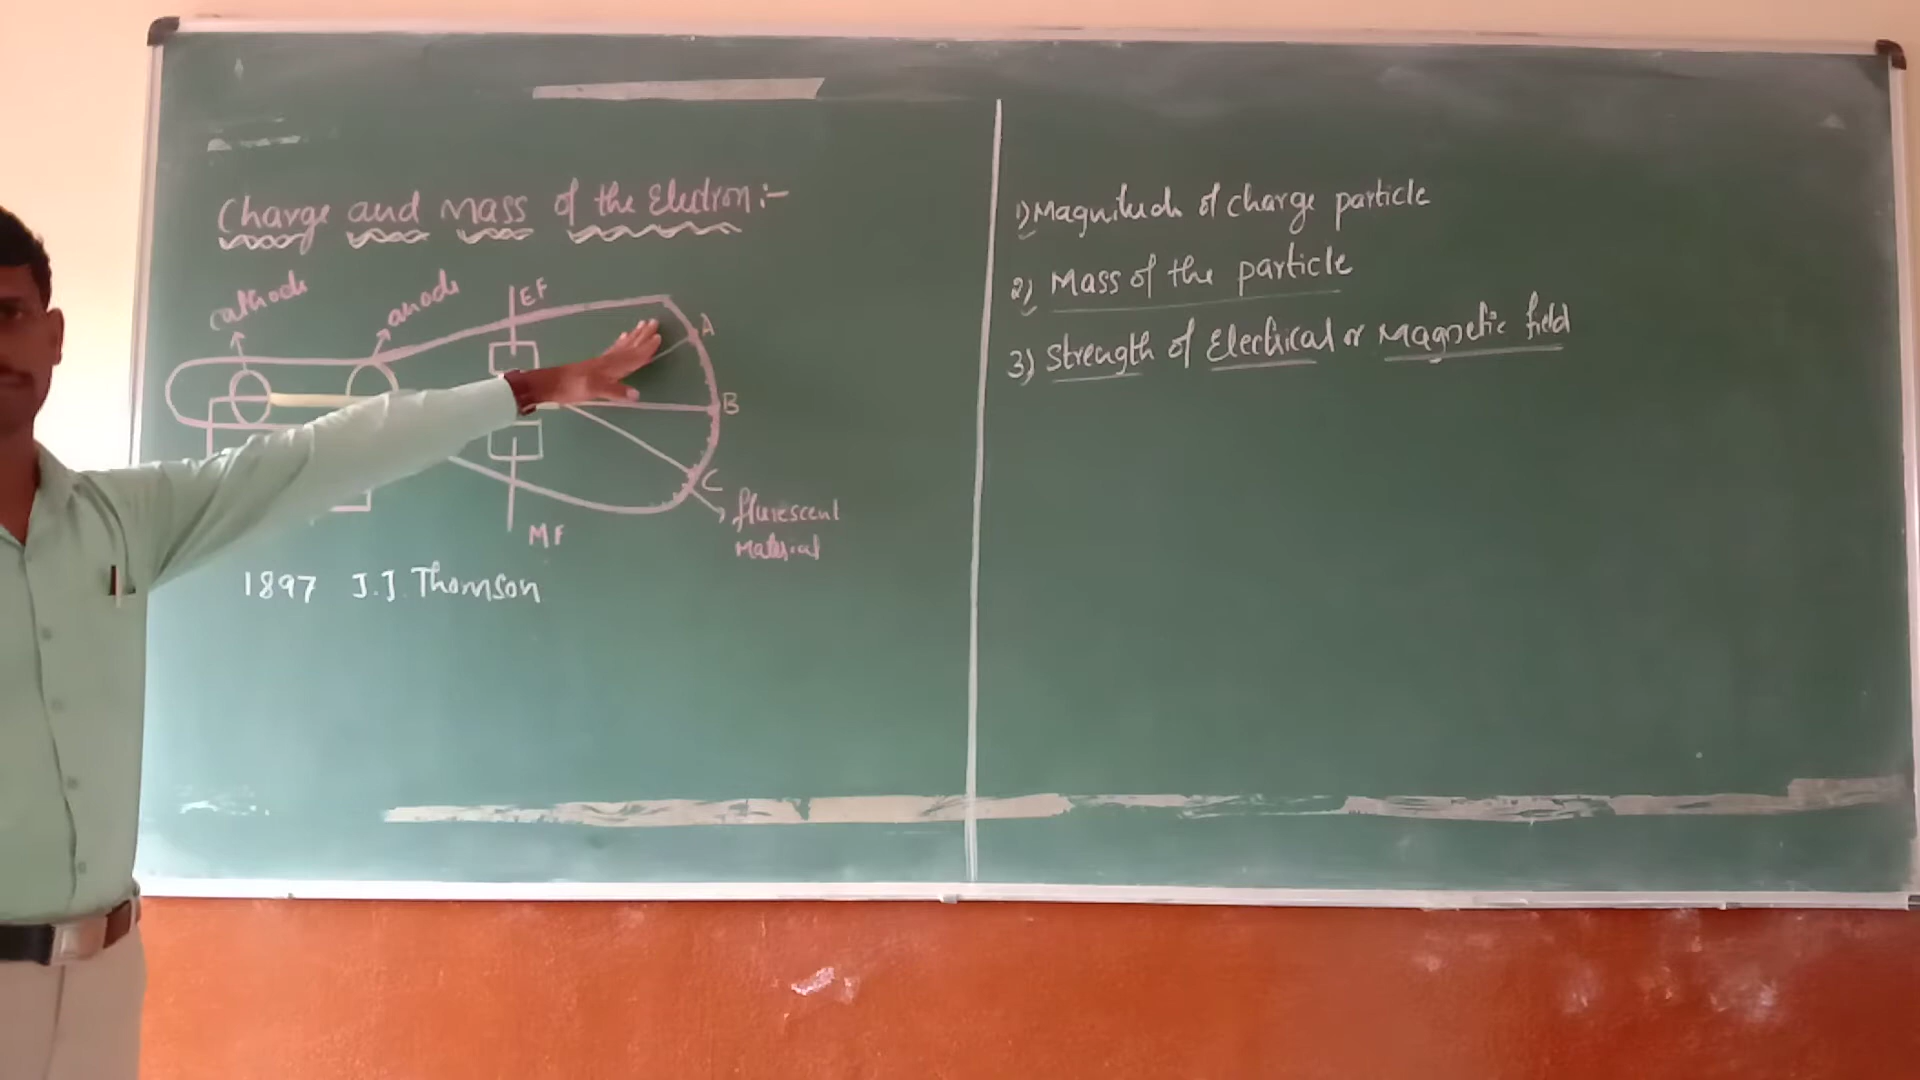 Charge and Mass of the Electron:-
cathode
anode
EF
A
B
C
flurescent
Material
MF
1897 J.J. Thomson
1) Magnitude of charge particle
2) Mass of the particle
3) Strength of Electrical or Magnetic field